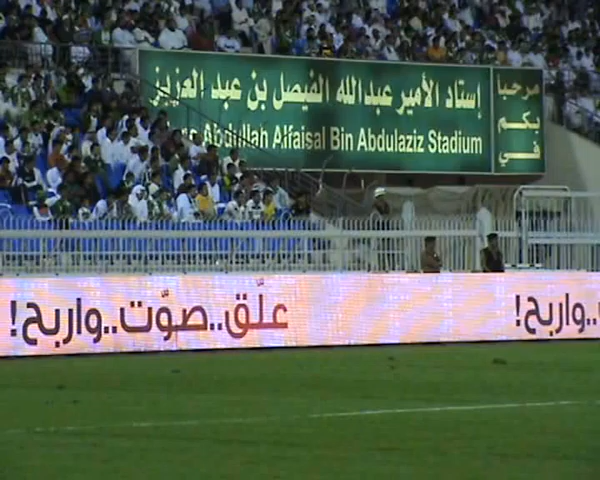 مرحبا
بكم
في
إستاد الأمير عبدالله الفيصل بن عبد العزيز
Abdullah Alfaisal Bin Abdulaziz Stadium
علّق..صوّت..واربح!
..واربح!